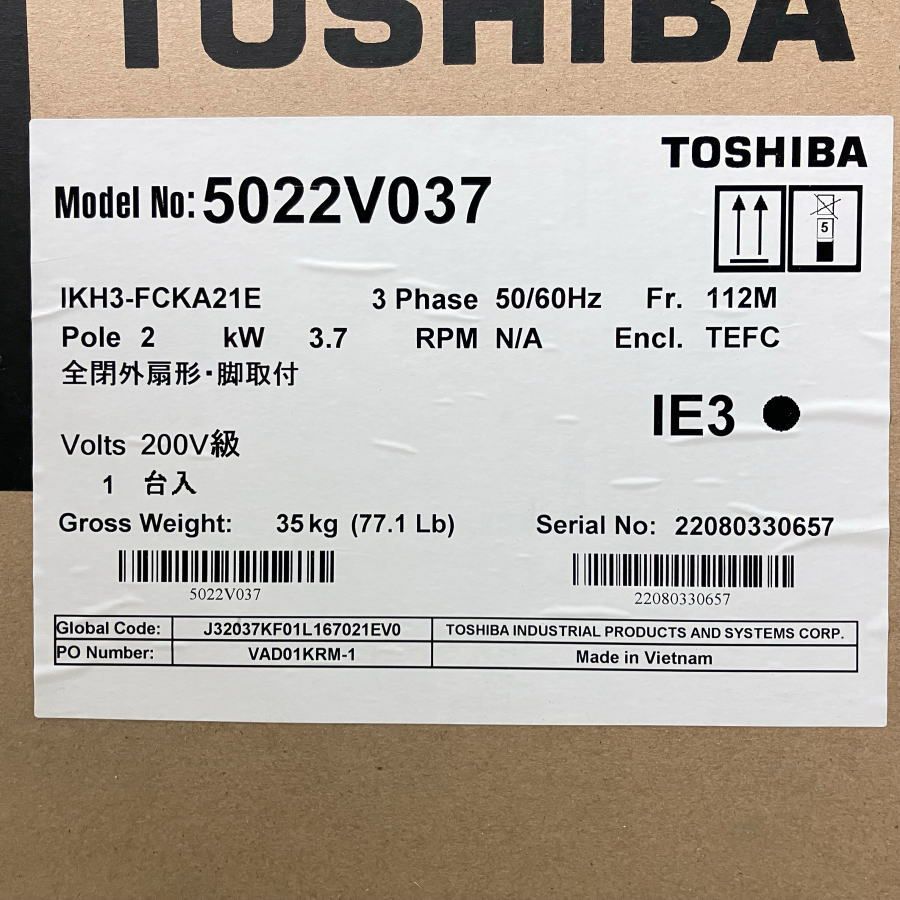 TOSHIBA
TOSHIBA
Model No: 5022V037
5
IKH3-FCKA21E 3 Phase 50/60Hz Fr. 112M
Pole 2 kW 3.7 RPM N/A Encl. TEFC
全閉外扇形・脚取付
IE3 ●
Volts 200V級
1 台入
Gross Weight: 35kg (77.1 Lb) Serial No: 22080330657
5022V037 22080330657
Global Code: J32037KF01L167021EV0 TOSHIBA INDUSTRIAL PRODUCTS AND SYSTEMS CORP.
PO Number: VAD01KRM-1 Made in Vietnam